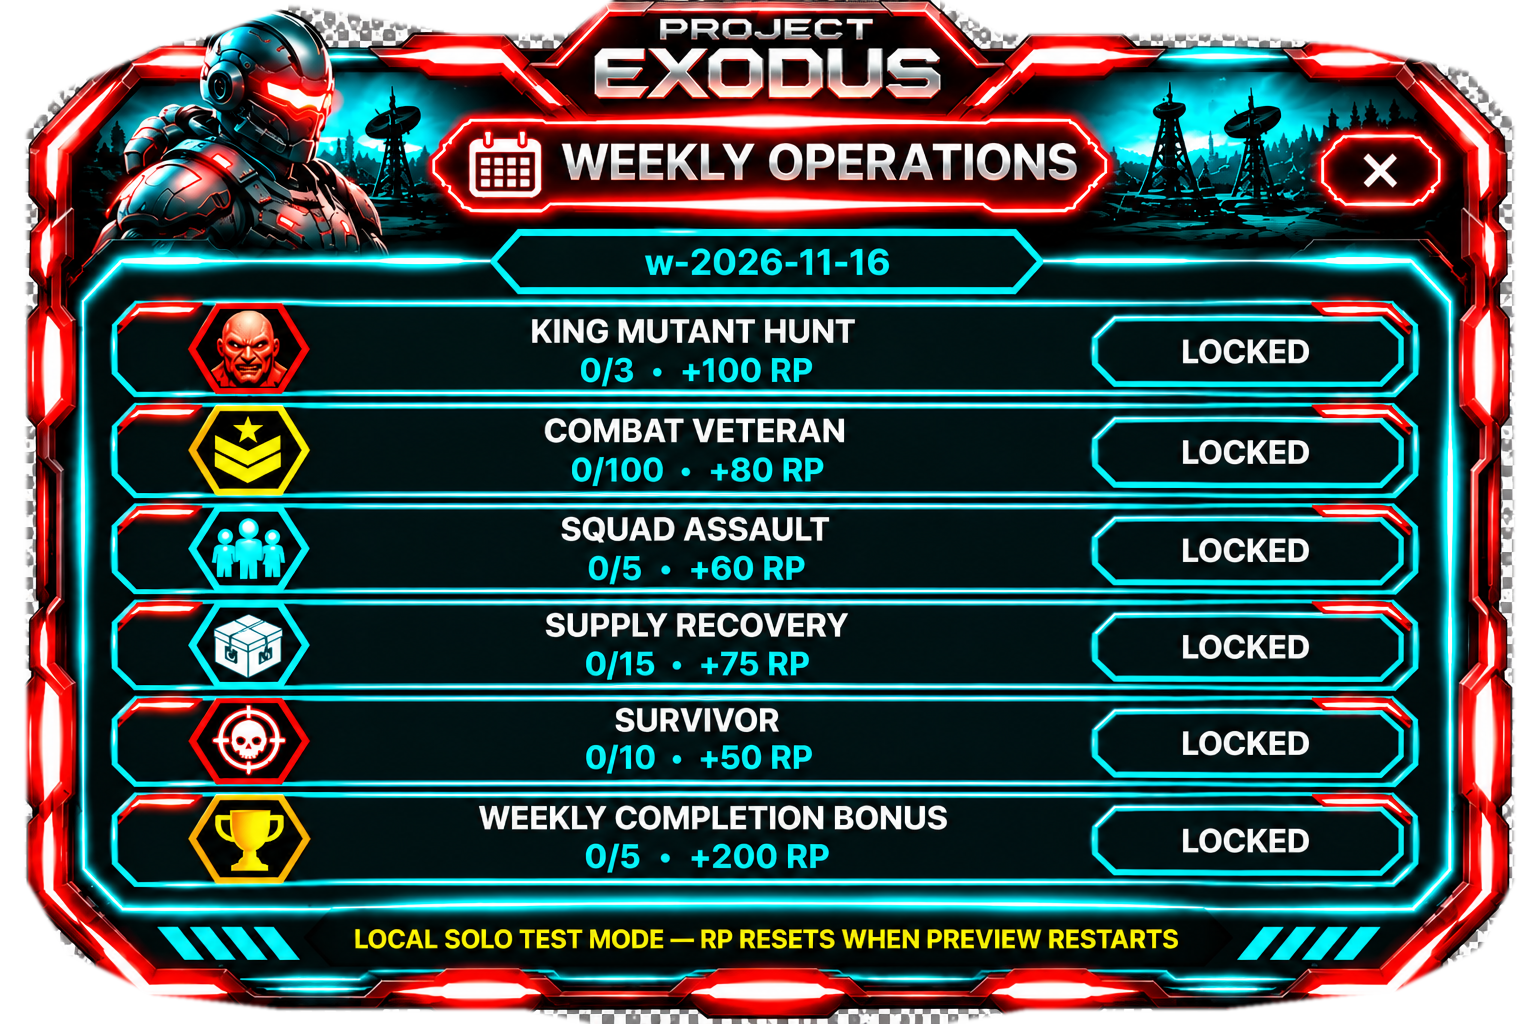 PROJECT
EXODUS
WEEKLY OPERATIONS
w-2026-11-16
KING MUTANT HUNT
0/3 • +100 RP
LOCKED
COMBAT VETERAN
0/100 • +80 RP
LOCKED
SQUAD ASSAULT
0/5 • +60 RP
LOCKED
SUPPLY RECOVERY
0/15 • +75 RP
LOCKED
SURVIVOR
0/10 • +50 RP
LOCKED
WEEKLY COMPLETION BONUS
0/5 • +200 RP
LOCKED
LOCAL SOLO TEST MODE — RP RESETS WHEN PREVIEW RESTARTS